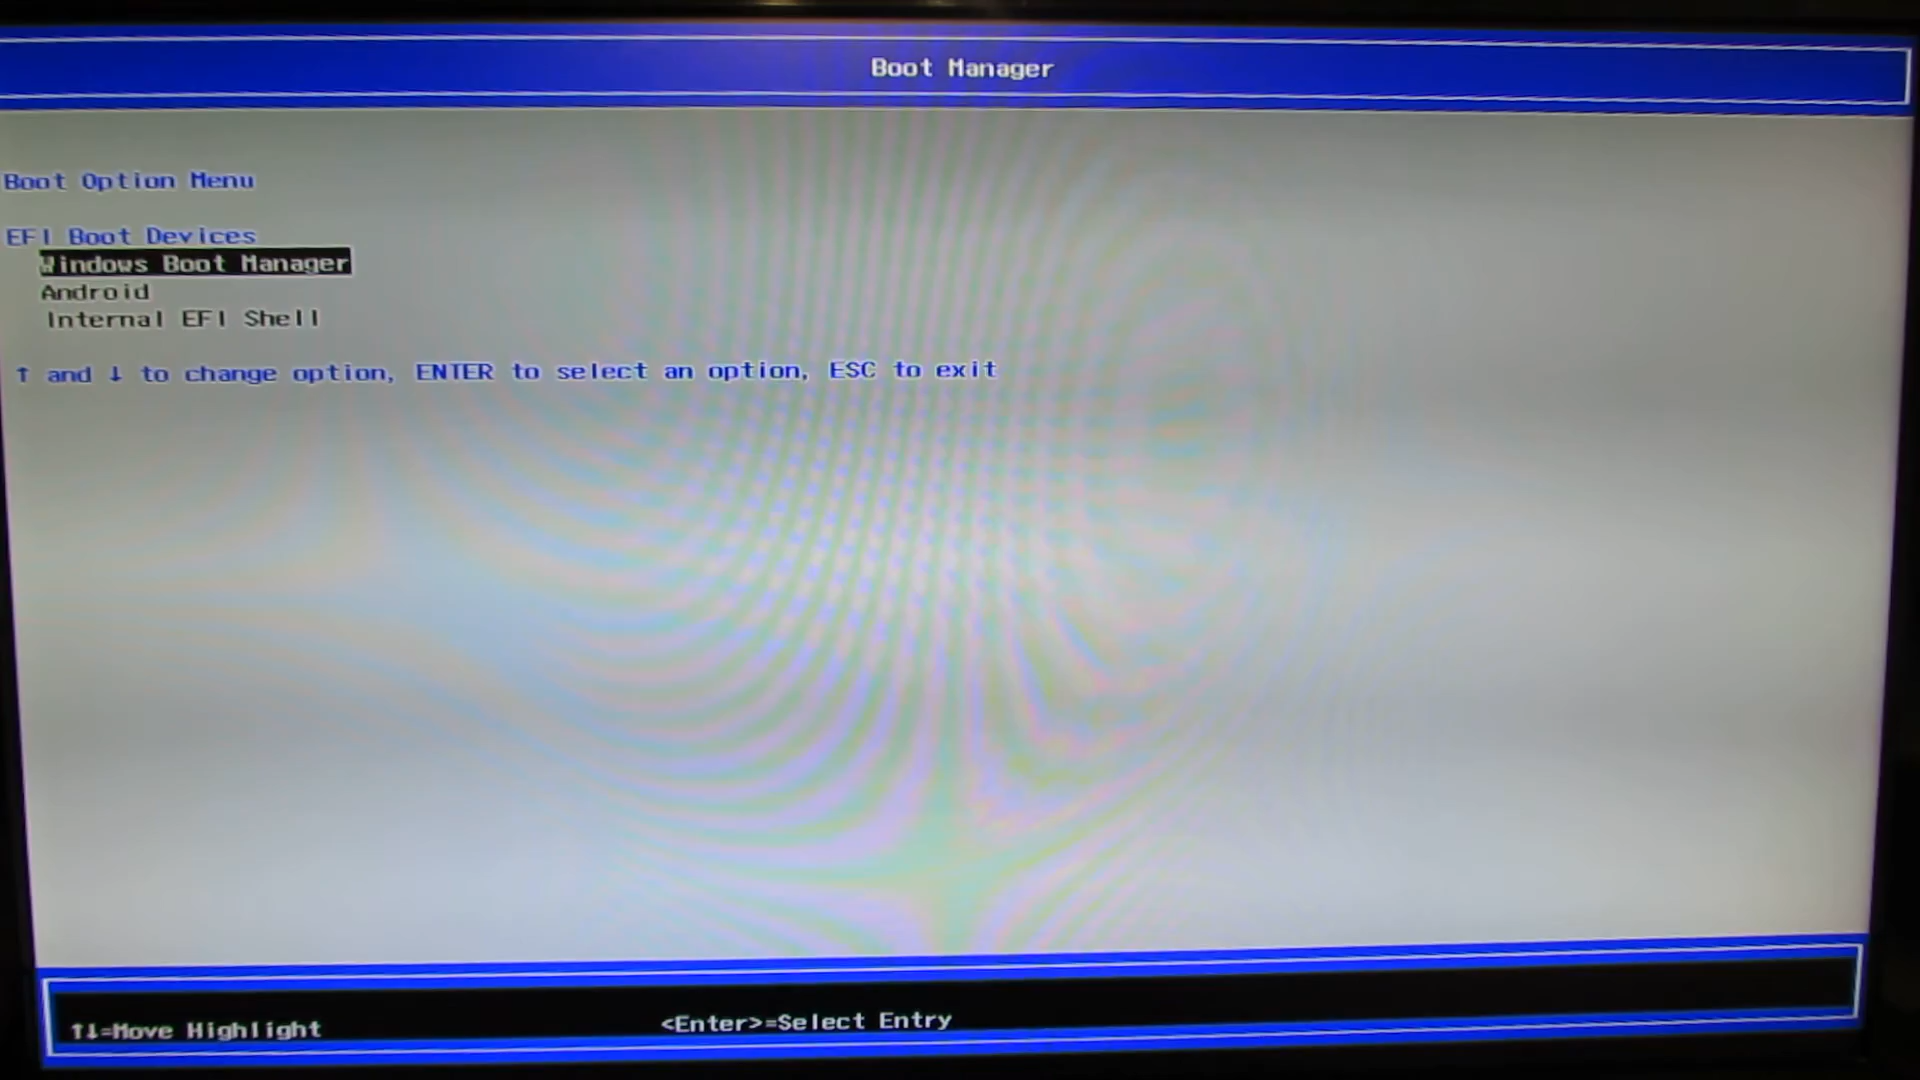 Boot Manager
Boot Option Menu
EFI Boot Devices
Windows Boot Manager
Android
Internal EFI Shell
↑ and ↓ to change option, ENTER to select an option, ESC to exit
↑↓=Move Highlight
<Enter>=Select Entry